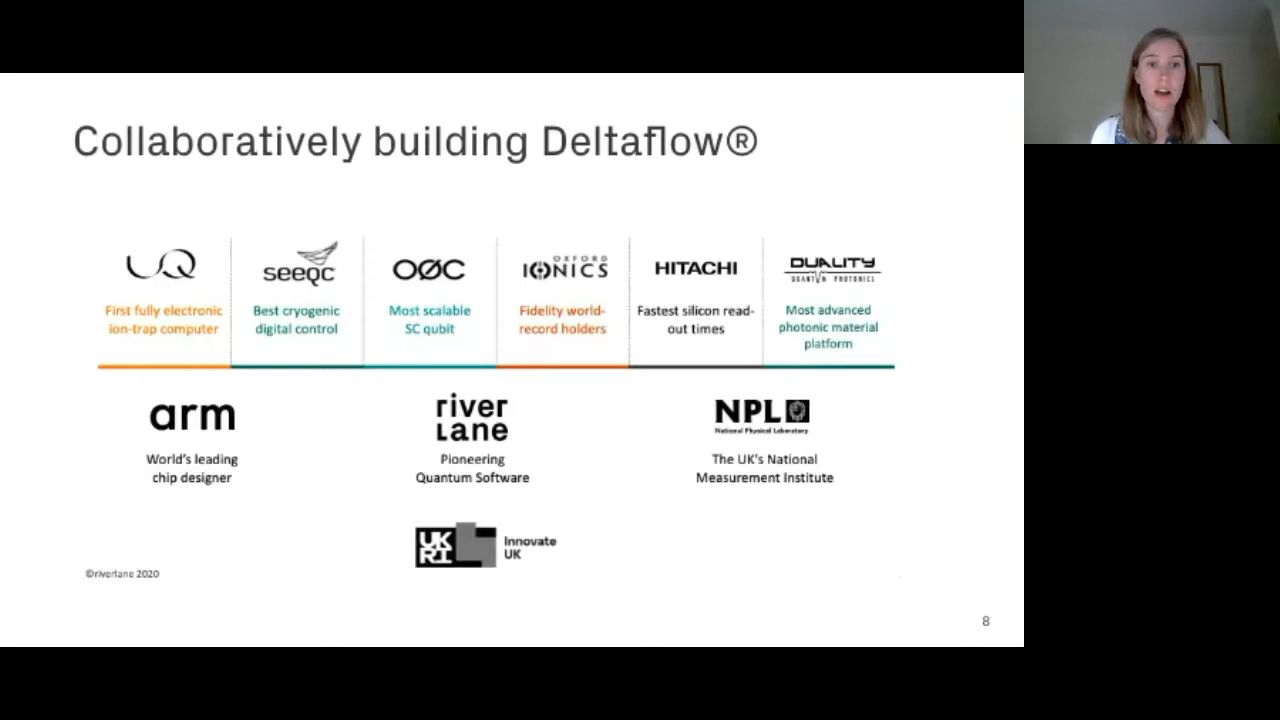 Collaboratively building Deltaflow®
UQ
seeqc
OØC
OXFORD
IONICS
HITACHI
DUALITY
QUANTUM PHOTONICS
First fully electronic
ion-trap computer
Best cryogenic
digital control
Most scalable
SC qubit
Fidelity world-
record holders
Fastest silicon read-
out times
Most advanced
photonic material
platform
arm
World's leading
chip designer
river
Lane
Pioneering
Quantum Software
NPL
National Physical Laboratory
The UK's National
Measurement Institute
UK
RI
Innovate
UK
©riverlane 2020
8